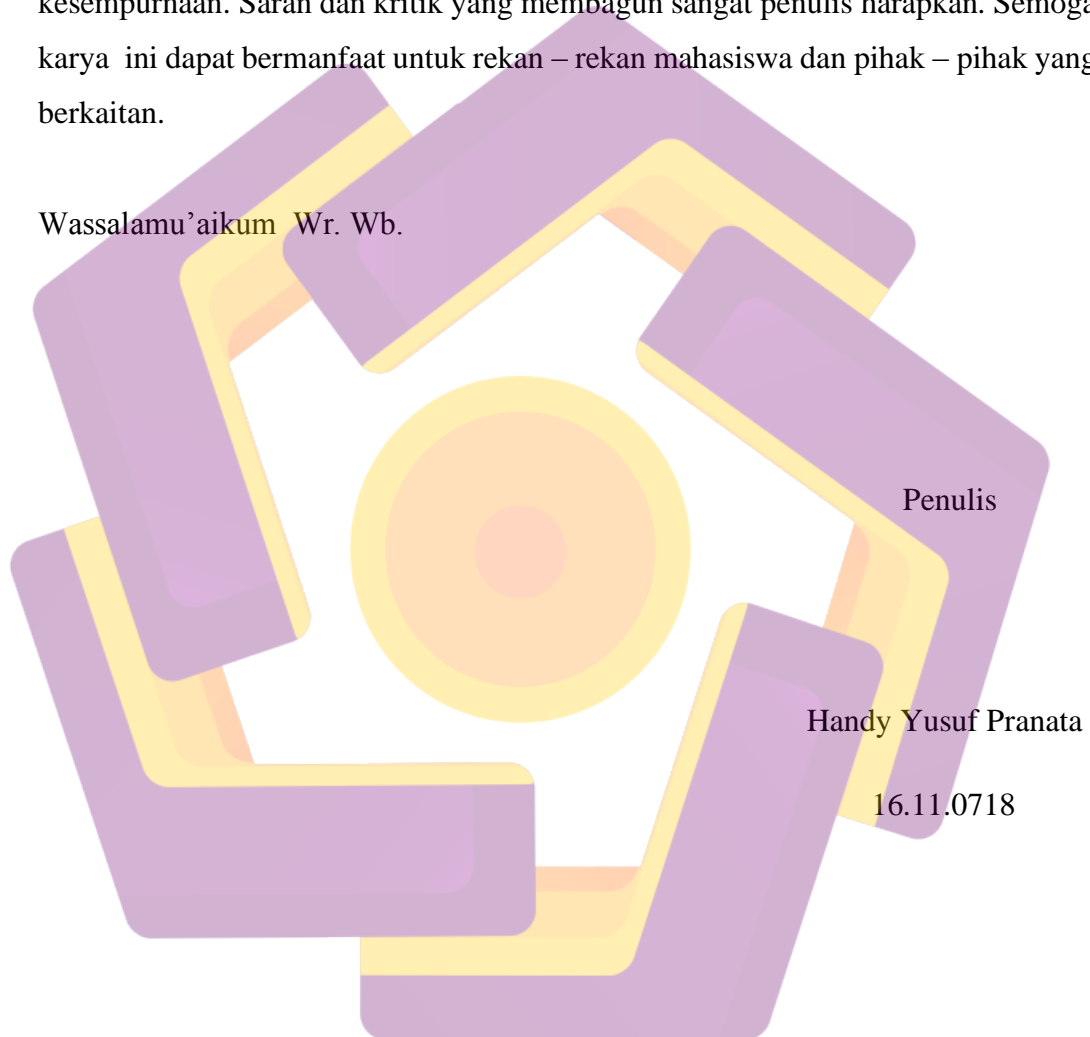 kesempurnaan. Saran dan kritik yang membagun sangat penulis harapkan. Semoga
karya ini dapat bermanfaat untuk rekan – rekan mahasiswa dan pihak – pihak yang
berkaitan.
Wassalamu’aikum Wr. Wb.
Penulis
Handy Yusuf Pranata
16.11.0718